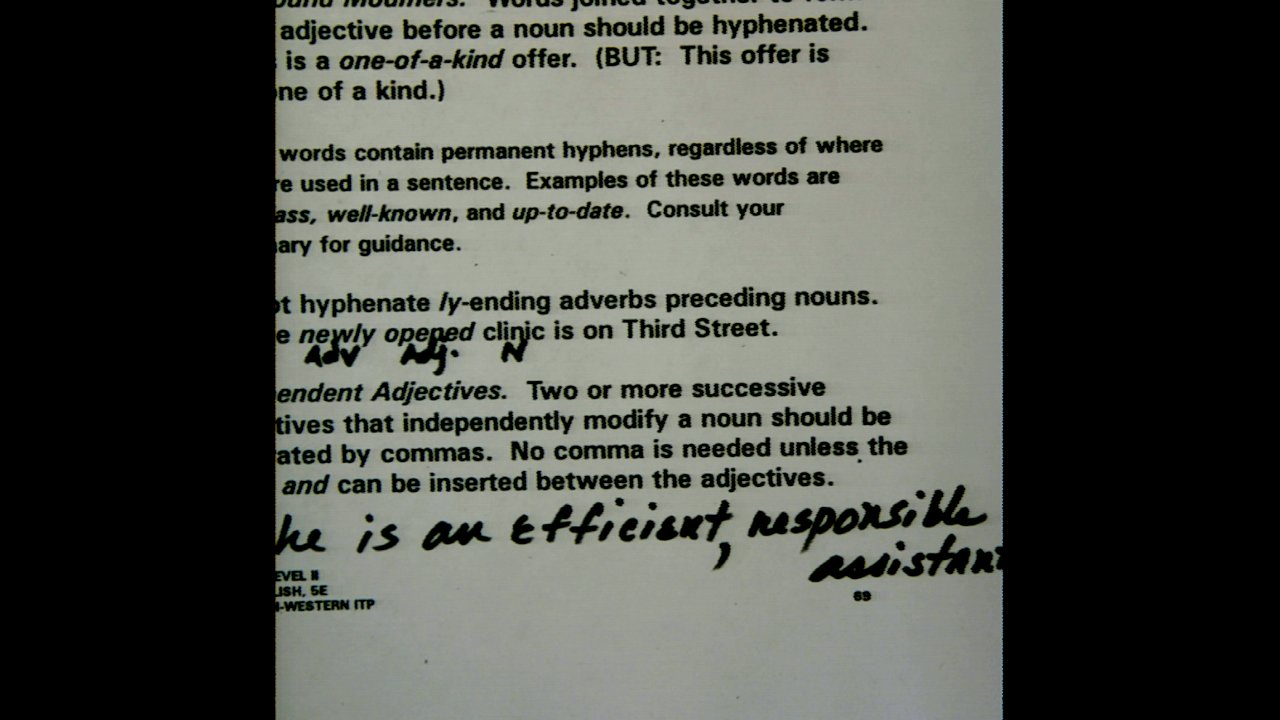 adjective before a noun should be hyphenated.
is a one-of-a-kind offer. (BUT: This offer is
ne of a kind.)
words contain permanent hyphens, regardless of where
re used in a sentence. Examples of these words are
ass, well-known, and up-to-date. Consult your
ary for guidance.
ot hyphenate ly-ending adverbs preceding nouns.
e newly opened clinic is on Third Street.
Adv Adj. N
endent Adjectives. Two or more successive
tives that independently modify a noun should be
ated by commas. No comma is needed unless the
and can be inserted between the adjectives.
he is an Efficient, responsible
assistant
EVEL II
ISH, 5E
-WESTERN ITP
69